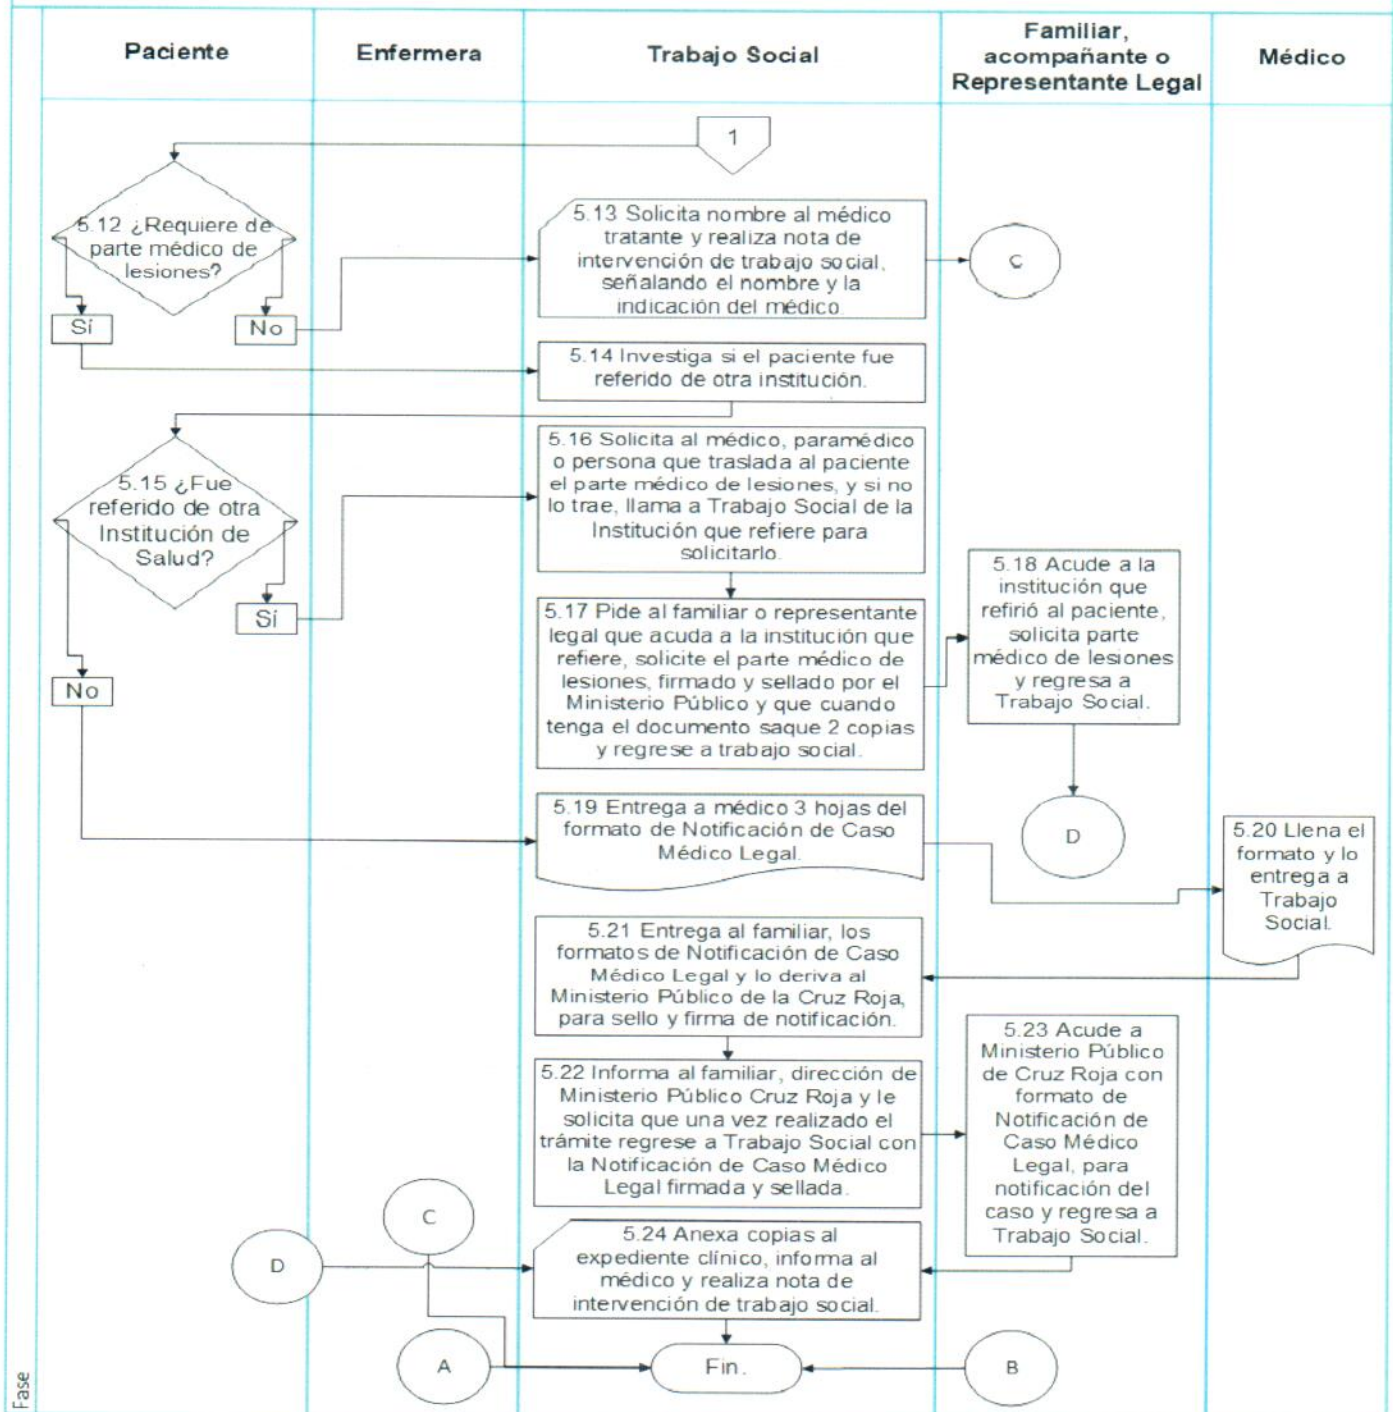 Paciente
Enfermera
Trabajo Social
Familiar,
acompañante o
Representante Legal
Médico
1
5.12 ¿Requiere de
parte médico de
lesiones?
Sí
No
5.13 Solicita nombre al médico
tratante y realiza nota de
intervención de trabajo social,
señalando el nombre y la
indicación del médico.
C
5.14 Investiga si el paciente fue
referido de otra institución.
5.15 ¿Fue
referido de otra
Institución de
Salud?
Sí
No
5.16 Solicita al médico, paramédico
o persona que traslada al paciente
el parte médico de lesiones, y si no
lo trae, llama a Trabajo Social de la
Institución que refiere para
solicitarlo.
5.17 Pide al familiar o representante
legal que acuda a la institución que
refiere, solicite el parte médico de
lesiones, firmado y sellado por el
Ministerio Público y que cuando
tenga el documento saque 2 copias
y regrese a trabajo social.
5.18 Acude a la
institución que
refirió al paciente,
solicita parte
médico de lesiones
y regresa a
Trabajo Social.
D
5.19 Entrega a médico 3 hojas del
formato de Notificación de Caso
Médico Legal.
5.20 Llena el
formato y lo
entrega a
Trabajo
Social.
5.21 Entrega al familiar, los
formatos de Notificación de Caso
Médico Legal y lo deriva al
Ministerio Público de la Cruz Roja,
para sello y firma de notificación.
5.22 Informa al familiar, dirección de
Ministerio Público Cruz Roja y le
solicita que una vez realizado el
trámite regrese a Trabajo Social con
la Notificación de Caso Médico
Legal firmada y sellada.
5.23 Acude a
Ministerio Público
de Cruz Roja con
formato de
Notificación de
Caso Médico
Legal, para
notificación del
caso y regresa a
Trabajo Social.
C
D
5.24 Anexa copias al
expediente clínico, informa al
médico y realiza nota de
intervención de trabajo social.
A
Fin.
B
Fase